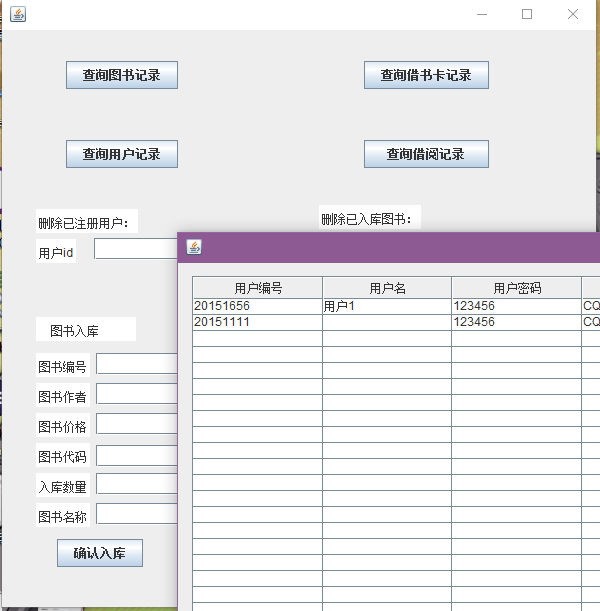 查询图书记录
查询借书卡记录
查询用户记录
查询借阅记录
删除已注册用户：
删除已入库图书：
用户id
图书入库
图书编号
图书作者
图书价格
图书代码
入库数量
图书名称
确认入库
用户编号 用户名 用户密码
20151656 用户1 123456 CQ
20151111 123456 CQ